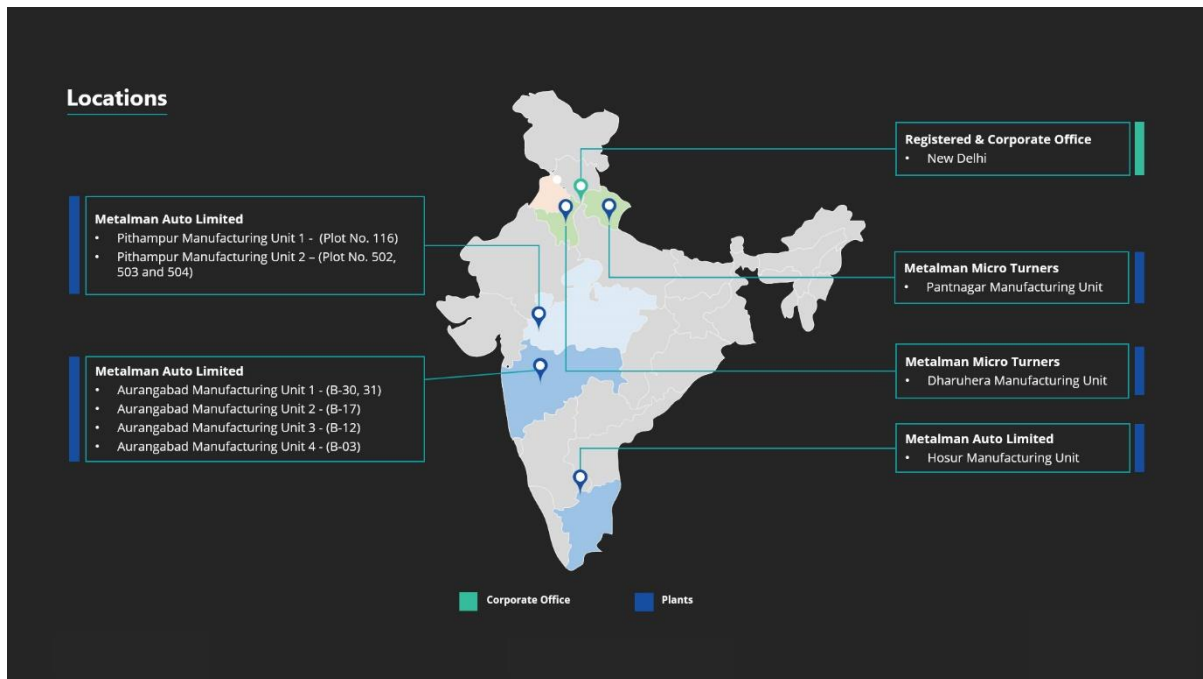 Locations
Metalman Auto Limited
• Pithampur Manufacturing Unit 1 - (Plot No. 116)
• Pithampur Manufacturing Unit 2 – (Plot No. 502,
503 and 504)
Metalman Auto Limited
• Aurangabad Manufacturing Unit 1 - (B-30, 31)
• Aurangabad Manufacturing Unit 2 - (B-17)
• Aurangabad Manufacturing Unit 3 - (B-12)
• Aurangabad Manufacturing Unit 4 - (B-03)
Registered & Corporate Office
• New Delhi
Metalman Micro Turners
• Pantnagar Manufacturing Unit
Metalman Micro Turners
• Dharuhera Manufacturing Unit
Metalman Auto Limited
• Hosur Manufacturing Unit
Corporate Office
Plants